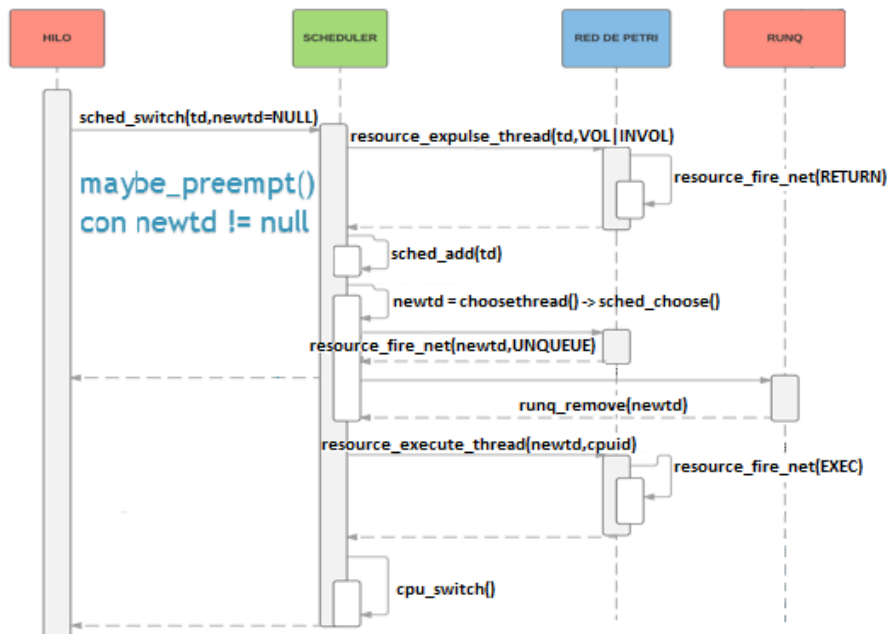 HILO
SCHEDULER
RED DE PETRI
RUNQ
sched_switch(td,newtd=NULL)
resource_expulse_thread(td,VOL|INVOL)
resource_fire_net(RETURN)
maybe_preempt()
con newtd != null
sched_add(td)
newtd = choosethread() -> sched_choose()
resource_fire_net(newtd,UNQUEUE)
runq_remove(newtd)
resource_execute_thread(newtd,cpuid)
resource_fire_net(EXEC)
cpu_switch()